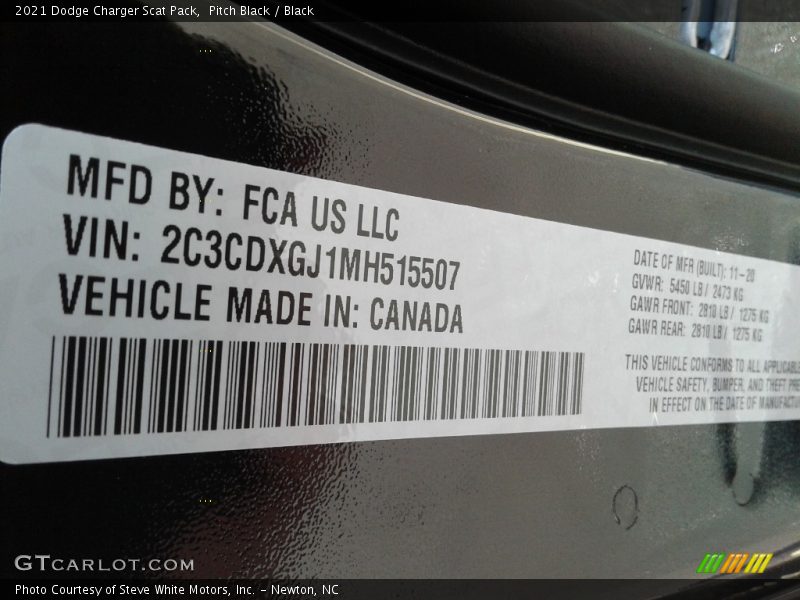 2021 Dodge Charger Scat Pack,  Pitch Black / Black
MFD BY: FCA US LLC
VIN: 2C3CDXGJ1MH515507
VEHICLE MADE IN: CANADA
DATE OF MFR (BUILT): 11-20
GVWR: 5450 LB / 2473 KG
GAWR FRONT: 2810 LB / 1275 KG
GAWR REAR: 2810 LB / 1275 KG
THIS VEHICLE CONFORMS TO ALL APPLICABLE
VEHICLE SAFETY, BUMPER, AND THEFT
IN EFFECT ON THE DATE OF
GTCARLOT.COM
Photo Courtesy of Steve White Motors, Inc. – Newton, NC